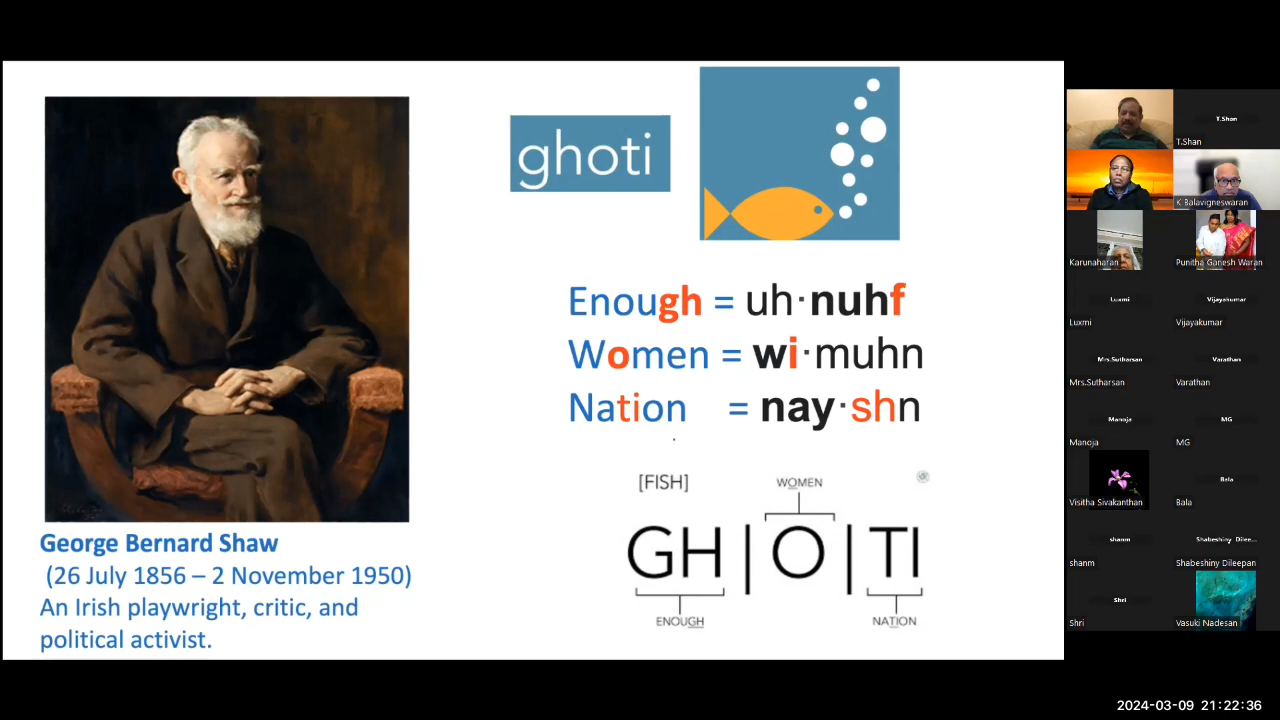 ghoti
Enough = uh·nuhf
Women = wi·muhn
Nation = nay·shn
[FISH]
WOMEN
GH | O | TI
ENOUGH
NATION
George Bernard Shaw
(26 July 1856 – 2 November 1950)
An Irish playwright, critic, and
political activist.
T.Shan
T.Shan
K Balavigneswaran
Karunaharan
Punitha Ganesh Waran
Luxmi
Vijayakumar
Luxmi
Vijayakumar
Mrs.Sutharsan
Varathan
Mrs.Sutharsan
Varathan
Manoja
MG
Manoja
MG
Bala
Visitha Sivakanthan
Bala
shanm
Shabeshiny Dilee...
shanm
Shabeshiny Dileepan
Shri
Shri
Vasuki Nadesan
2024-03-09 21:22:36